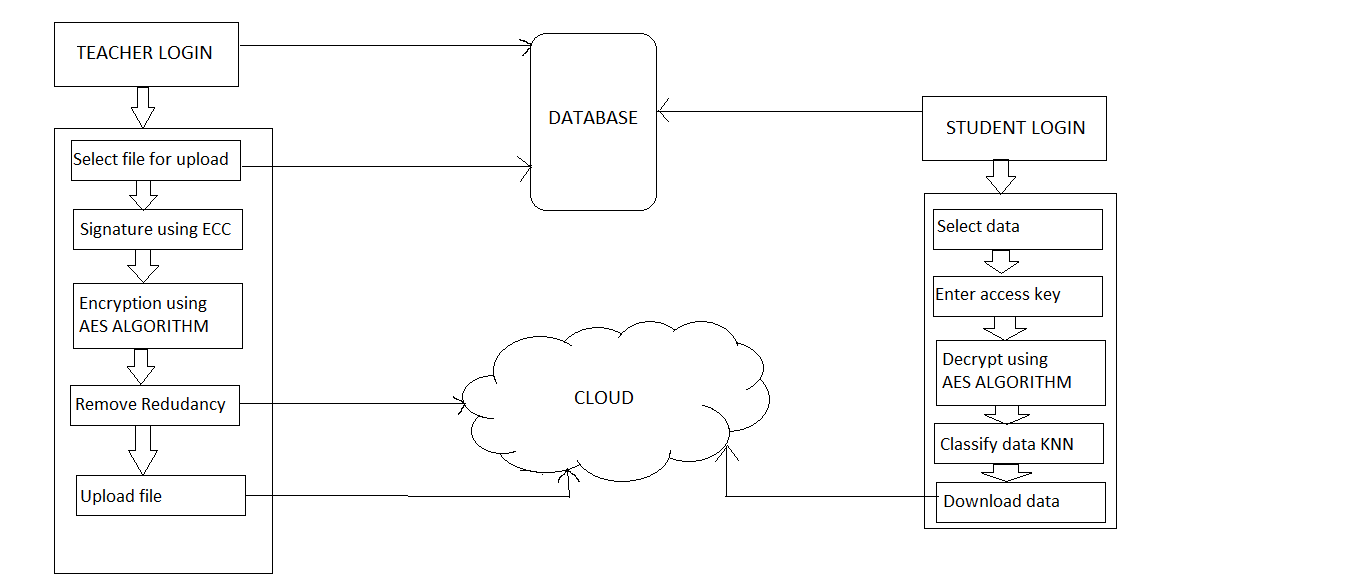 TEACHER LOGIN
Select file for upload
Signature using ECC
Encryption using
AES ALGORITHM
Remove Redudancy
Upload file
DATABASE
CLOUD
STUDENT LOGIN
Select data
Enter access key
Decrypt using
AES ALGORITHM
Classify data KNN
Download data